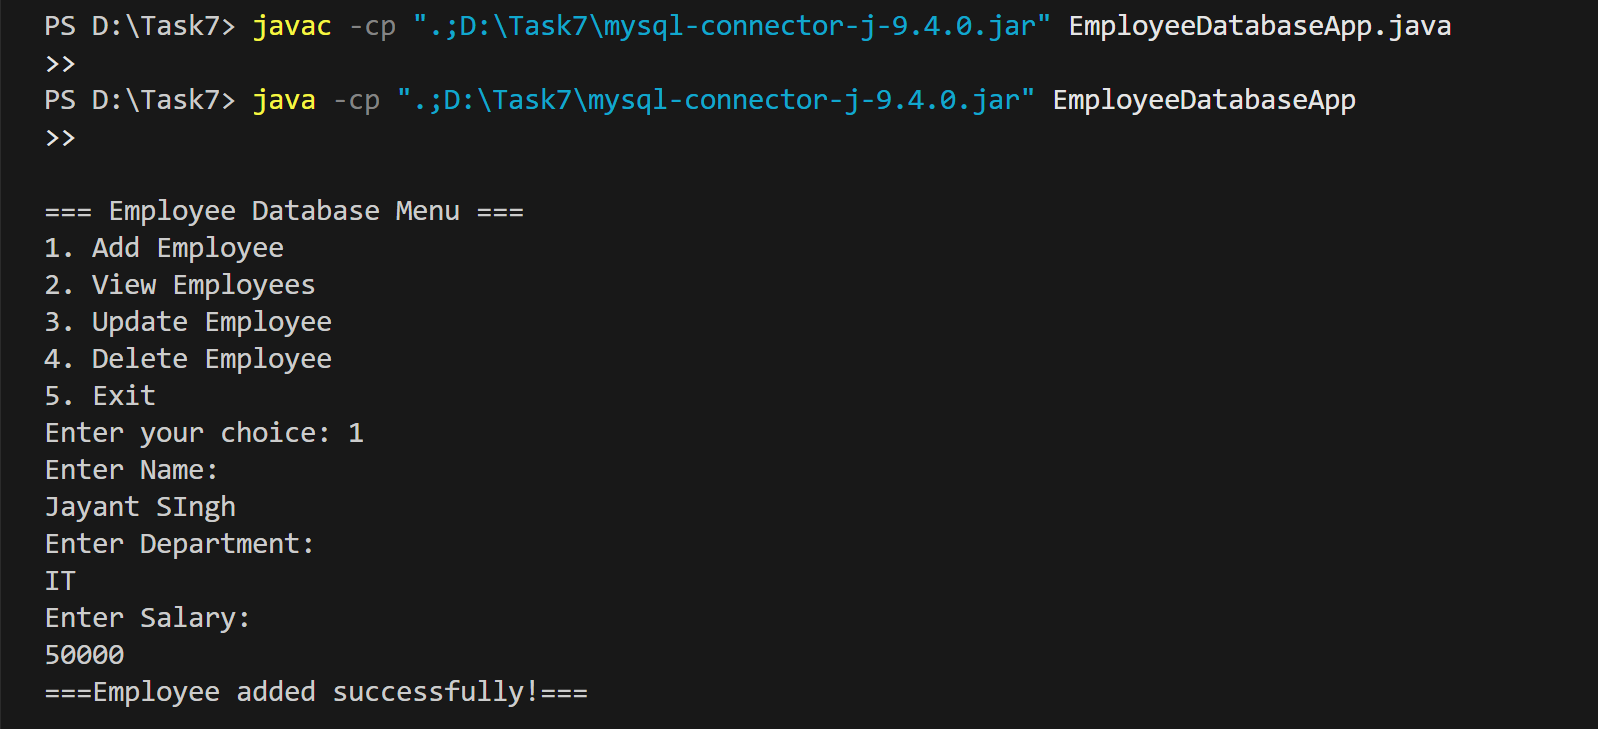 PS D:\Task7> javac -cp ".;D:\Task7\mysql-connector-j-9.4.0.jar" EmployeeDatabaseApp.java
>>
PS D:\Task7> java -cp ".;D:\Task7\mysql-connector-j-9.4.0.jar" EmployeeDatabaseApp
>>
=== Employee Database Menu ===
1. Add Employee
2. View Employees
3. Update Employee
4. Delete Employee
5. Exit
Enter your choice: 1
Enter Name:
Jayant SIngh
Enter Department:
IT
Enter Salary:
50000
===Employee added successfully!===